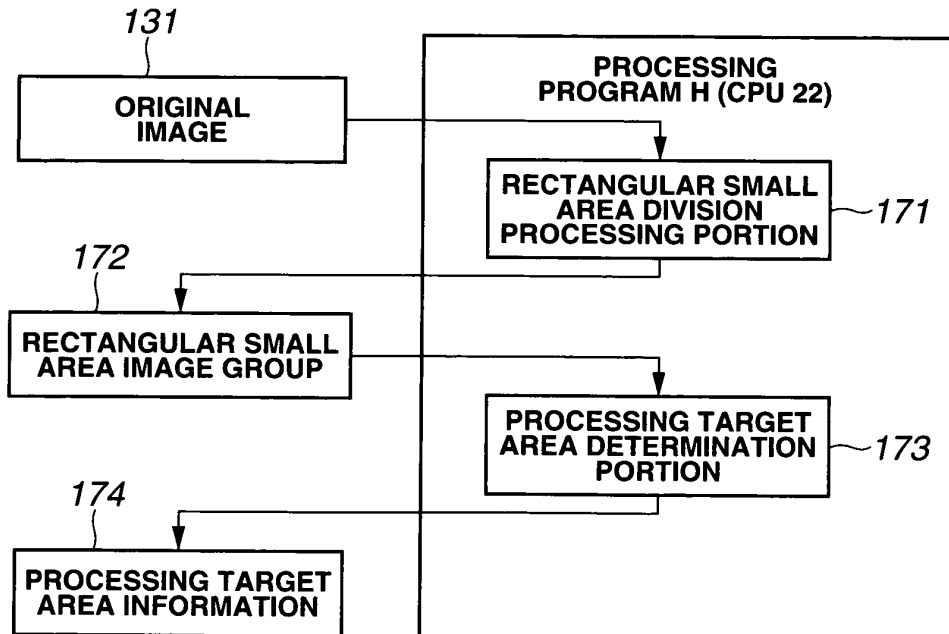 131
ORIGINAL
IMAGE
PROCESSING
PROGRAM H (CPU 22)
RECTANGULAR SMALL
AREA DIVISION
PROCESSING PORTION
171
172
RECTANGULAR SMALL
AREA IMAGE GROUP
PROCESSING TARGET
AREA DETERMINATION
PORTION
173
174
PROCESSING TARGET
AREA INFORMATION